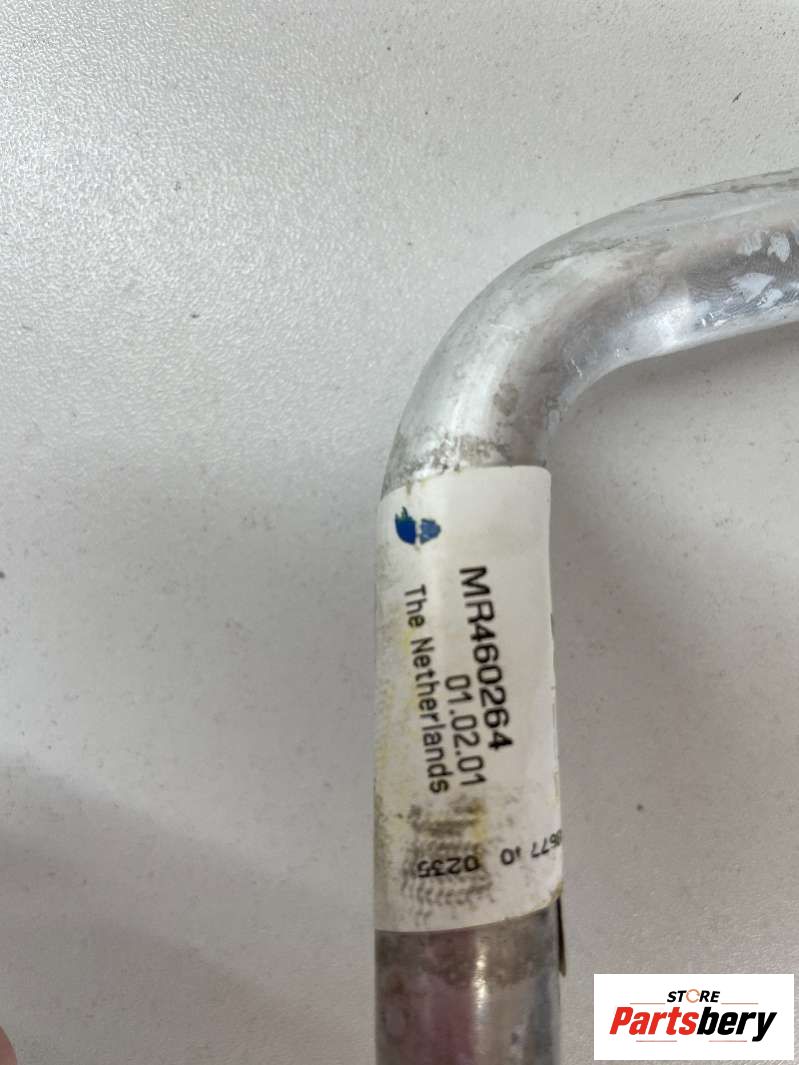 MR460264
01.02.01
The Netherlands
0235
STORE
Partsbery